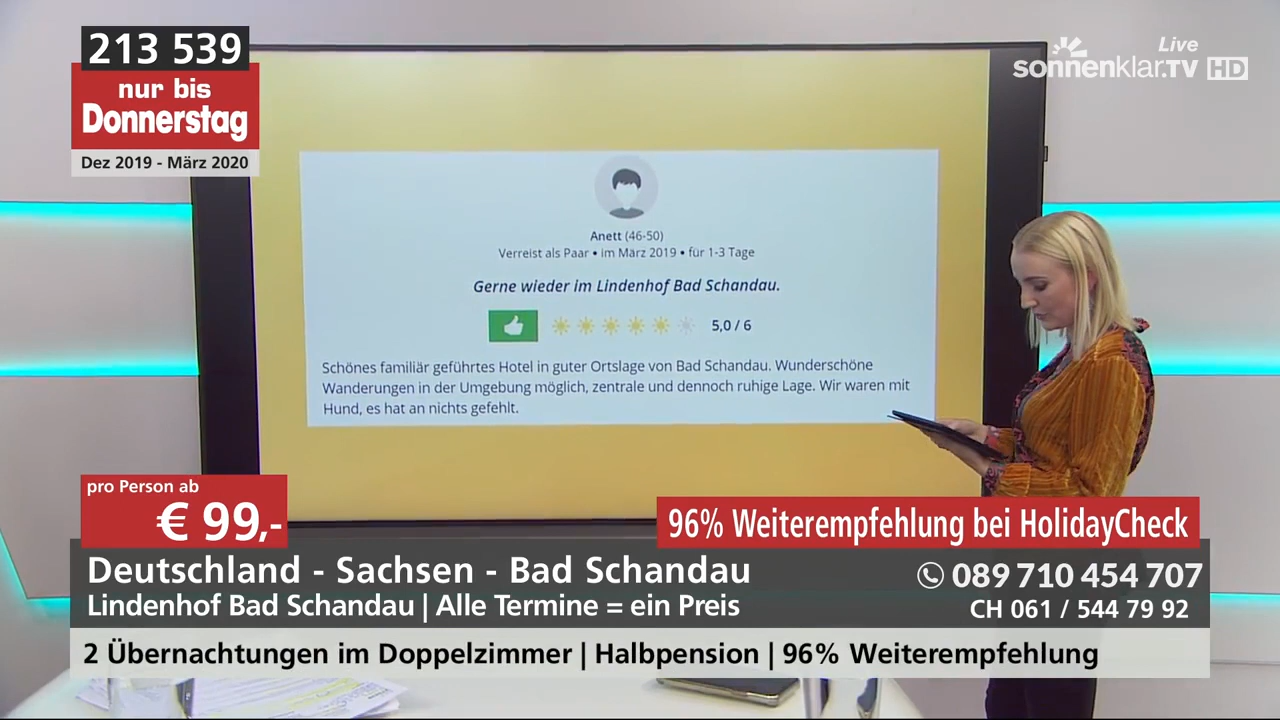 213 539
nur bis
Donnerstag
Dez 2019 - März 2020
Live
sonnenklar.TV HD
Anett (46-50)
Verreist als Paar • im März 2019 • für 1-3 Tage
Gerne wieder im Lindenhof Bad Schandau.
5,0 / 6
Schönes familiär geführtes Hotel in guter Ortslage von Bad Schandau. Wunderschöne
Wanderungen in der Umgebung möglich, zentrale und dennoch ruhige Lage. Wir waren mit
Hund, es hat an nichts gefehlt.
pro Person ab
€ 99,-
96% Weiterempfehlung bei HolidayCheck
Deutschland - Sachsen - Bad Schandau
089 710 454 707
Lindenhof Bad Schandau | Alle Termine = ein Preis
CH 061 / 544 79 92
2 Übernachtungen im Doppelzimmer | Halbpension | 96% Weiterempfehlung